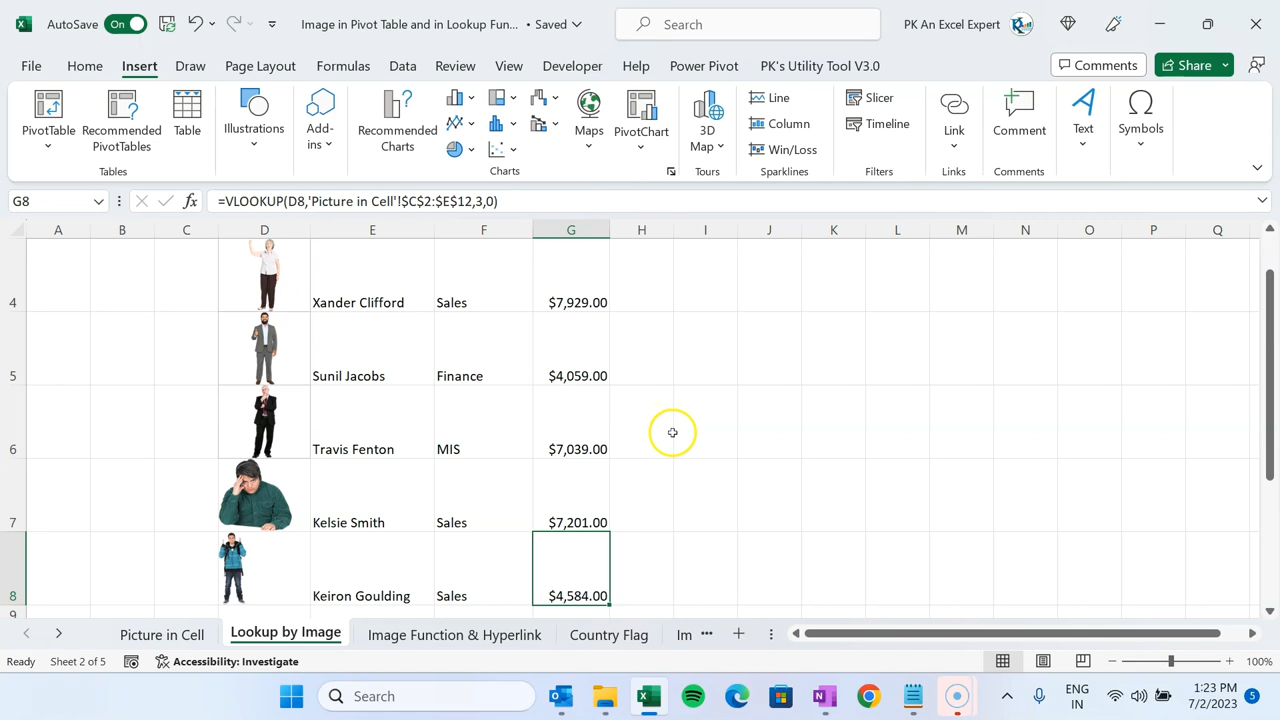 AutoSave On Image in Pivot Table and in Lookup Fun... • Saved Search PK An Excel Expert
File Home Insert Draw Page Layout Formulas Data Review View Developer Help Power Pivot PK's Utility Tool V3.0 Comments Share
PivotTable Recommended PivotTables Table Illustrations Add-ins Recommended Charts Maps PivotChart 3D Map Line Column Win/Loss Slicer Timeline Link Comment Text Symbols
Tables Charts Tours Sparklines Filters Links Comments
G8 fx =VLOOKUP(D8,'Picture in Cell'!$C$2:$E$12,3,0)
A B C D E F G H I J K L M N O P Q
4 Xander Clifford Sales $7,929.00
5 Sunil Jacobs Finance $4,059.00
6 Travis Fenton MIS $7,039.00
7 Kelsie Smith Sales $7,201.00
8 Keiron Goulding Sales $4,584.00
9
Picture in Cell Lookup by Image Image Function & Hyperlink Country Flag Im ...
Ready Sheet 2 of 5 Accessibility: Investigate 100%
Search ENG IN 1:23 PM 7/2/2023 5